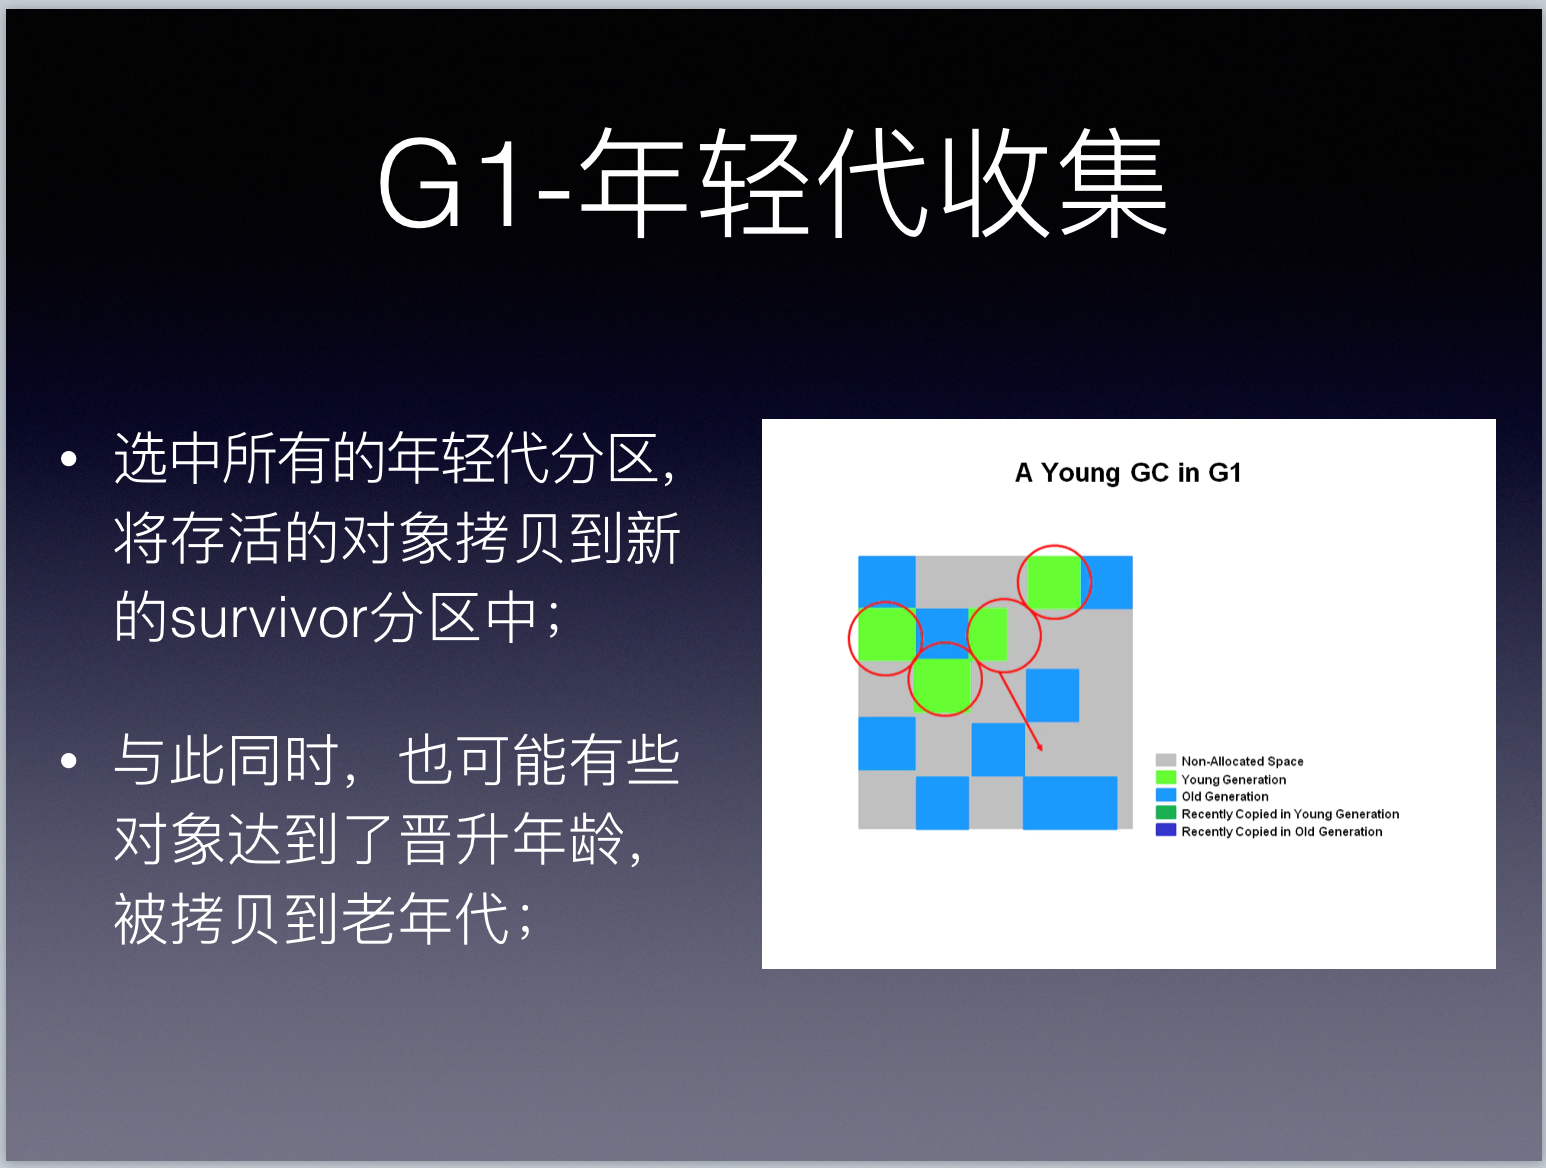 G1-年轻代收集
• 选中所有的年轻代分区,
将存活的对象拷贝到新
的survivor分区中;
• 与此同时, 也可能有些
对象达到了晋升年龄,
被拷贝到老年代;
A Young GC in G1
Non-Allocated Space
Young Generation
Old Generation
Recently Copied in Young Generation
Recently Copied in Old Generation